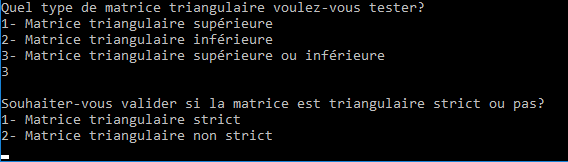 Quel type de matrice triangulaire voulez-vous tester?
1- Matrice triangulaire supérieure
2- Matrice triangulaire inférieure
3- Matrice triangulaire supérieure ou inférieure
3
Souhaiter-vous valider si la matrice est triangulaire strict ou pas?
1- Matrice triangulaire strict
2- Matrice triangulaire non strict